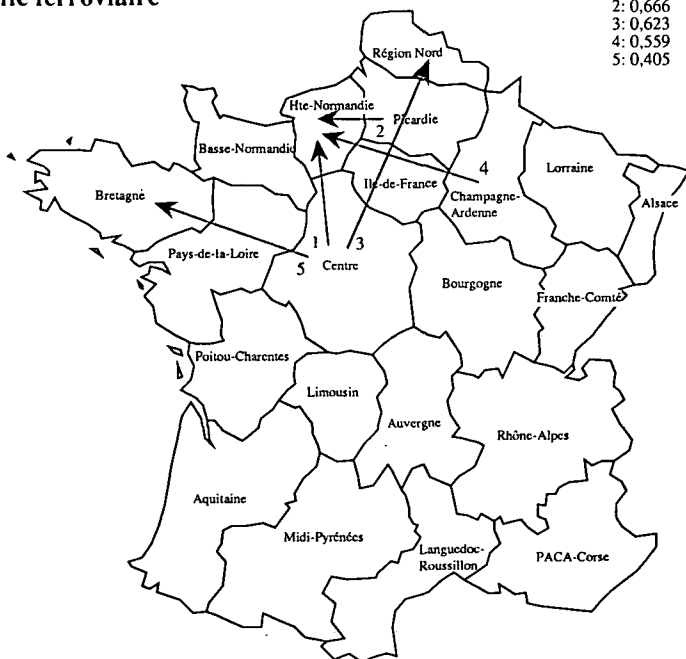 ferroviaire
2: 0,666
3: 0,623
4: 0,559
5: 0,405
Région Nord
Hte-Normandie
Picardie
2
Basse-Normandie
Lorraine
4
Ile-de-France
Bretagne
Champagne-
Ardenne
Alsace
1
3
Pays-de-la-Loire
5
Centre
Bourgogne
Franche-Comté
Poitou-Charentes
Limousin
Auvergne
Rhône-Alpes
Aquitaine
Midi-Pyrénées
Languedoc-
Roussillon
PACA-Corse